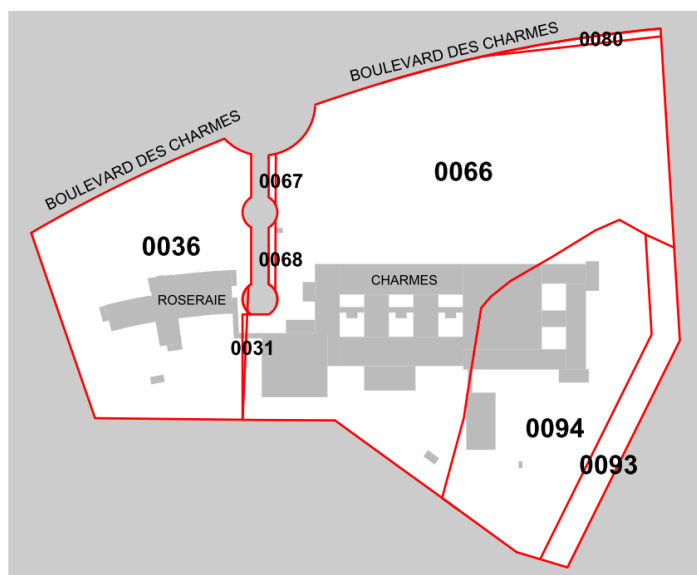 BOULEVARD DES CHARMES
0080
BOULEVARD DES CHARMES
0067
0066
0036
0068
CHARMES
ROSERAIE
0031
0094
0093